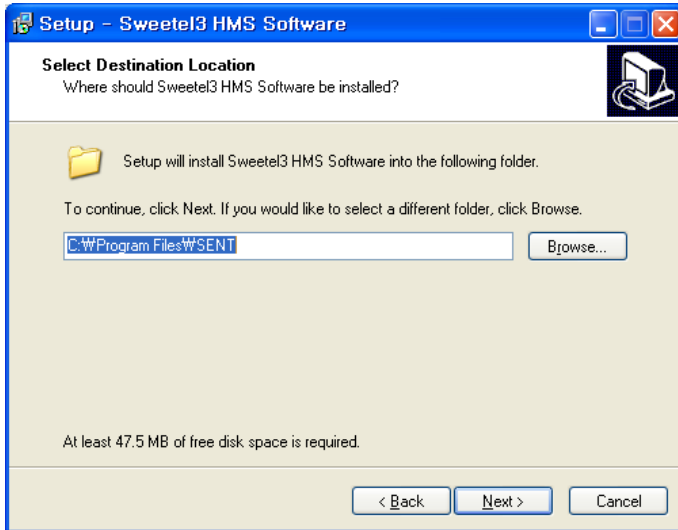 Setup - Sweetel3 HMS Software
Select Destination Location
Where should Sweetel3 HMS Software be installed?
Setup will install Sweetel3 HMS Software into the following folder.
To continue, click Next. If you would like to select a different folder, click Browse.
C:₩Program Files₩SENT
Browse...
At least 47.5 MB of free disk space is required.
< Back Next > Cancel